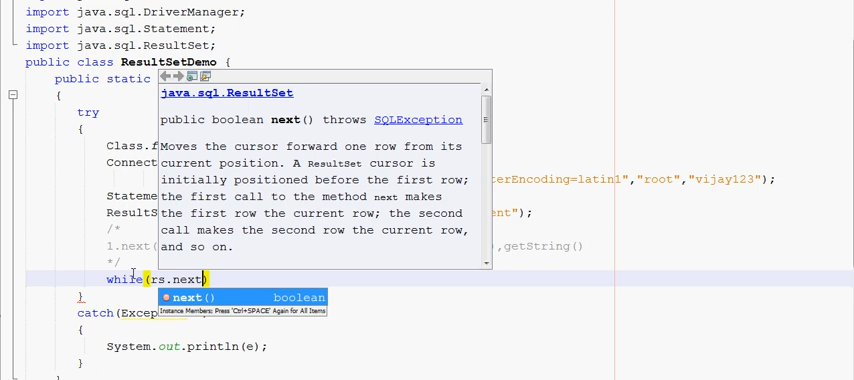 import java.sql.DriverManager;
import java.sql.Statement;
import java.sql.ResultSet;
public class ResultSetDemo {
public static
{
try
{
java.sql.ResultSet
public boolean next() throws SQLException
Moves the cursor forward one row from its
current position. A ResultSet cursor is
initially positioned before the first row;
the first call to the method next makes
the first row the current row; the second
call makes the second row the current row,
and so on.
Class.f
Connect
terEncoding=latin1","root","vijay123");
Stateme
ResultS ent");
/*
1.next( ),getString()
*/
while(rs.next)
next() boolean
Instance Members; Press 'Ctrl+SPACE' Again for All Items
}
catch(Excep
{
System.out.println(e);
}
}